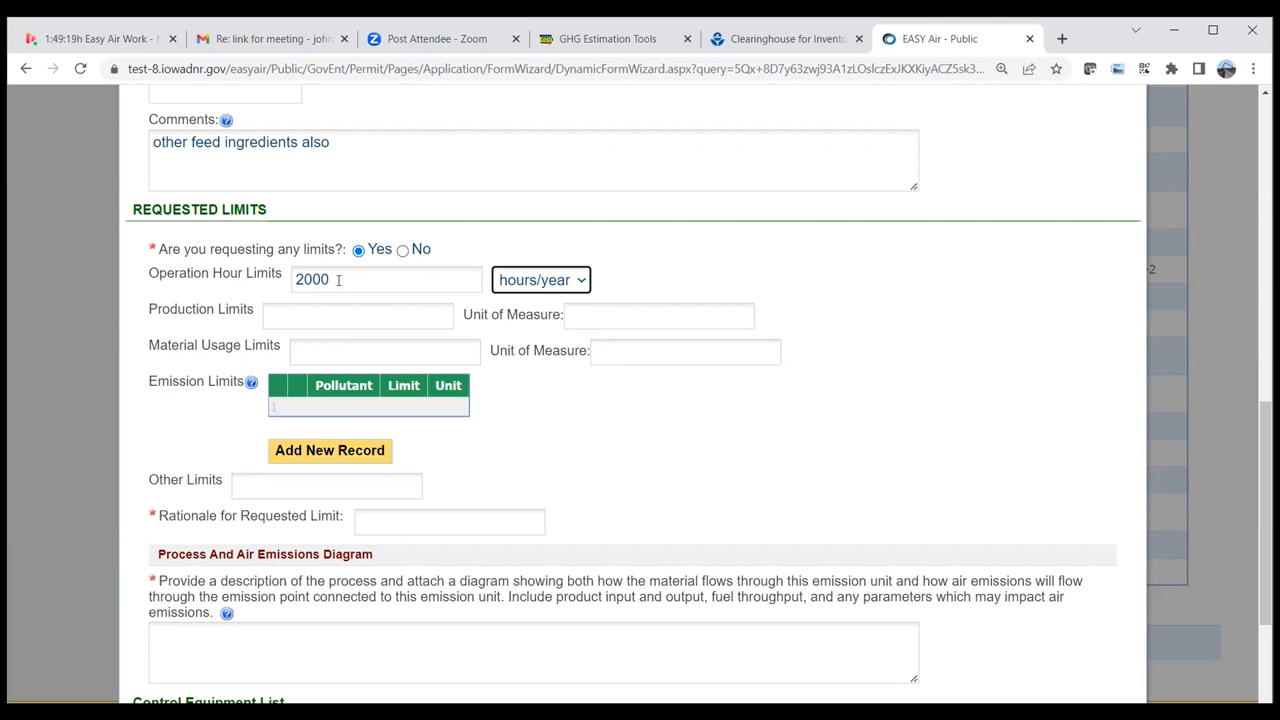 1:49:19h Easy Air Work - N
Re: link for meeting - john
Post Attendee - Zoom
GHG Estimation Tools
Clearinghouse for Invento
EASY Air - Public
test-8.iowadnr.gov/easyair/Public/GovEnt/Permit/Pages/Application/FormWizard/DynamicFormWizard.aspx?query=5Qx+8D7y63zwj93A1zLOslczExJKXKiyACZ5sk3...
Comments:
other feed ingredients also
REQUESTED LIMITS
* Are you requesting any limits?: Yes No
Operation Hour Limits 2000 hours/year
Production Limits Unit of Measure:
Material Usage Limits Unit of Measure:
Emission Limits Pollutant Limit Unit
1
Add New Record
Other Limits
* Rationale for Requested Limit:
Process And Air Emissions Diagram
* Provide a description of the process and attach a diagram showing both how the material flows through this emission unit and how air emissions will flow
through the emission point connected to this emission unit. Include product input and output, fuel throughput, and any parameters which may impact air
emissions.
Control Equipment List
-2